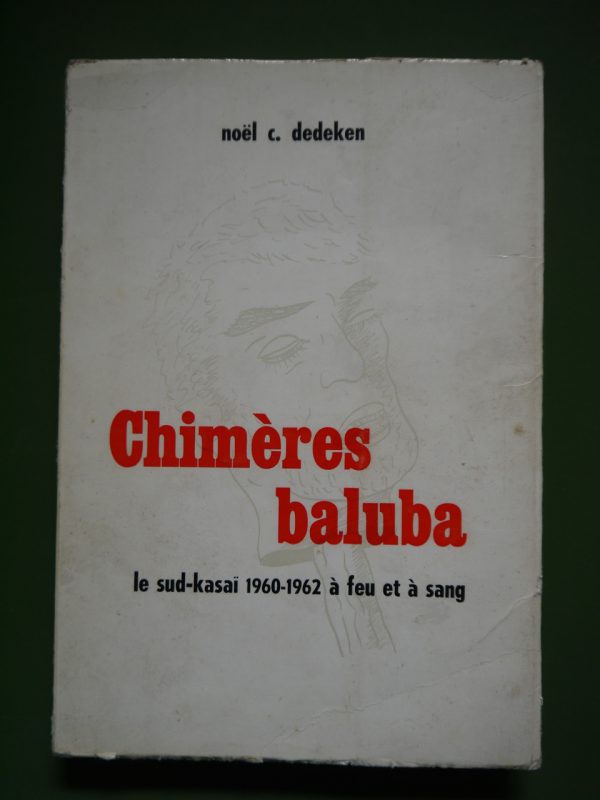 noël c. dedeken
Chimères
baluba
le sud-kasaï 1960-1962 à feu et à sang